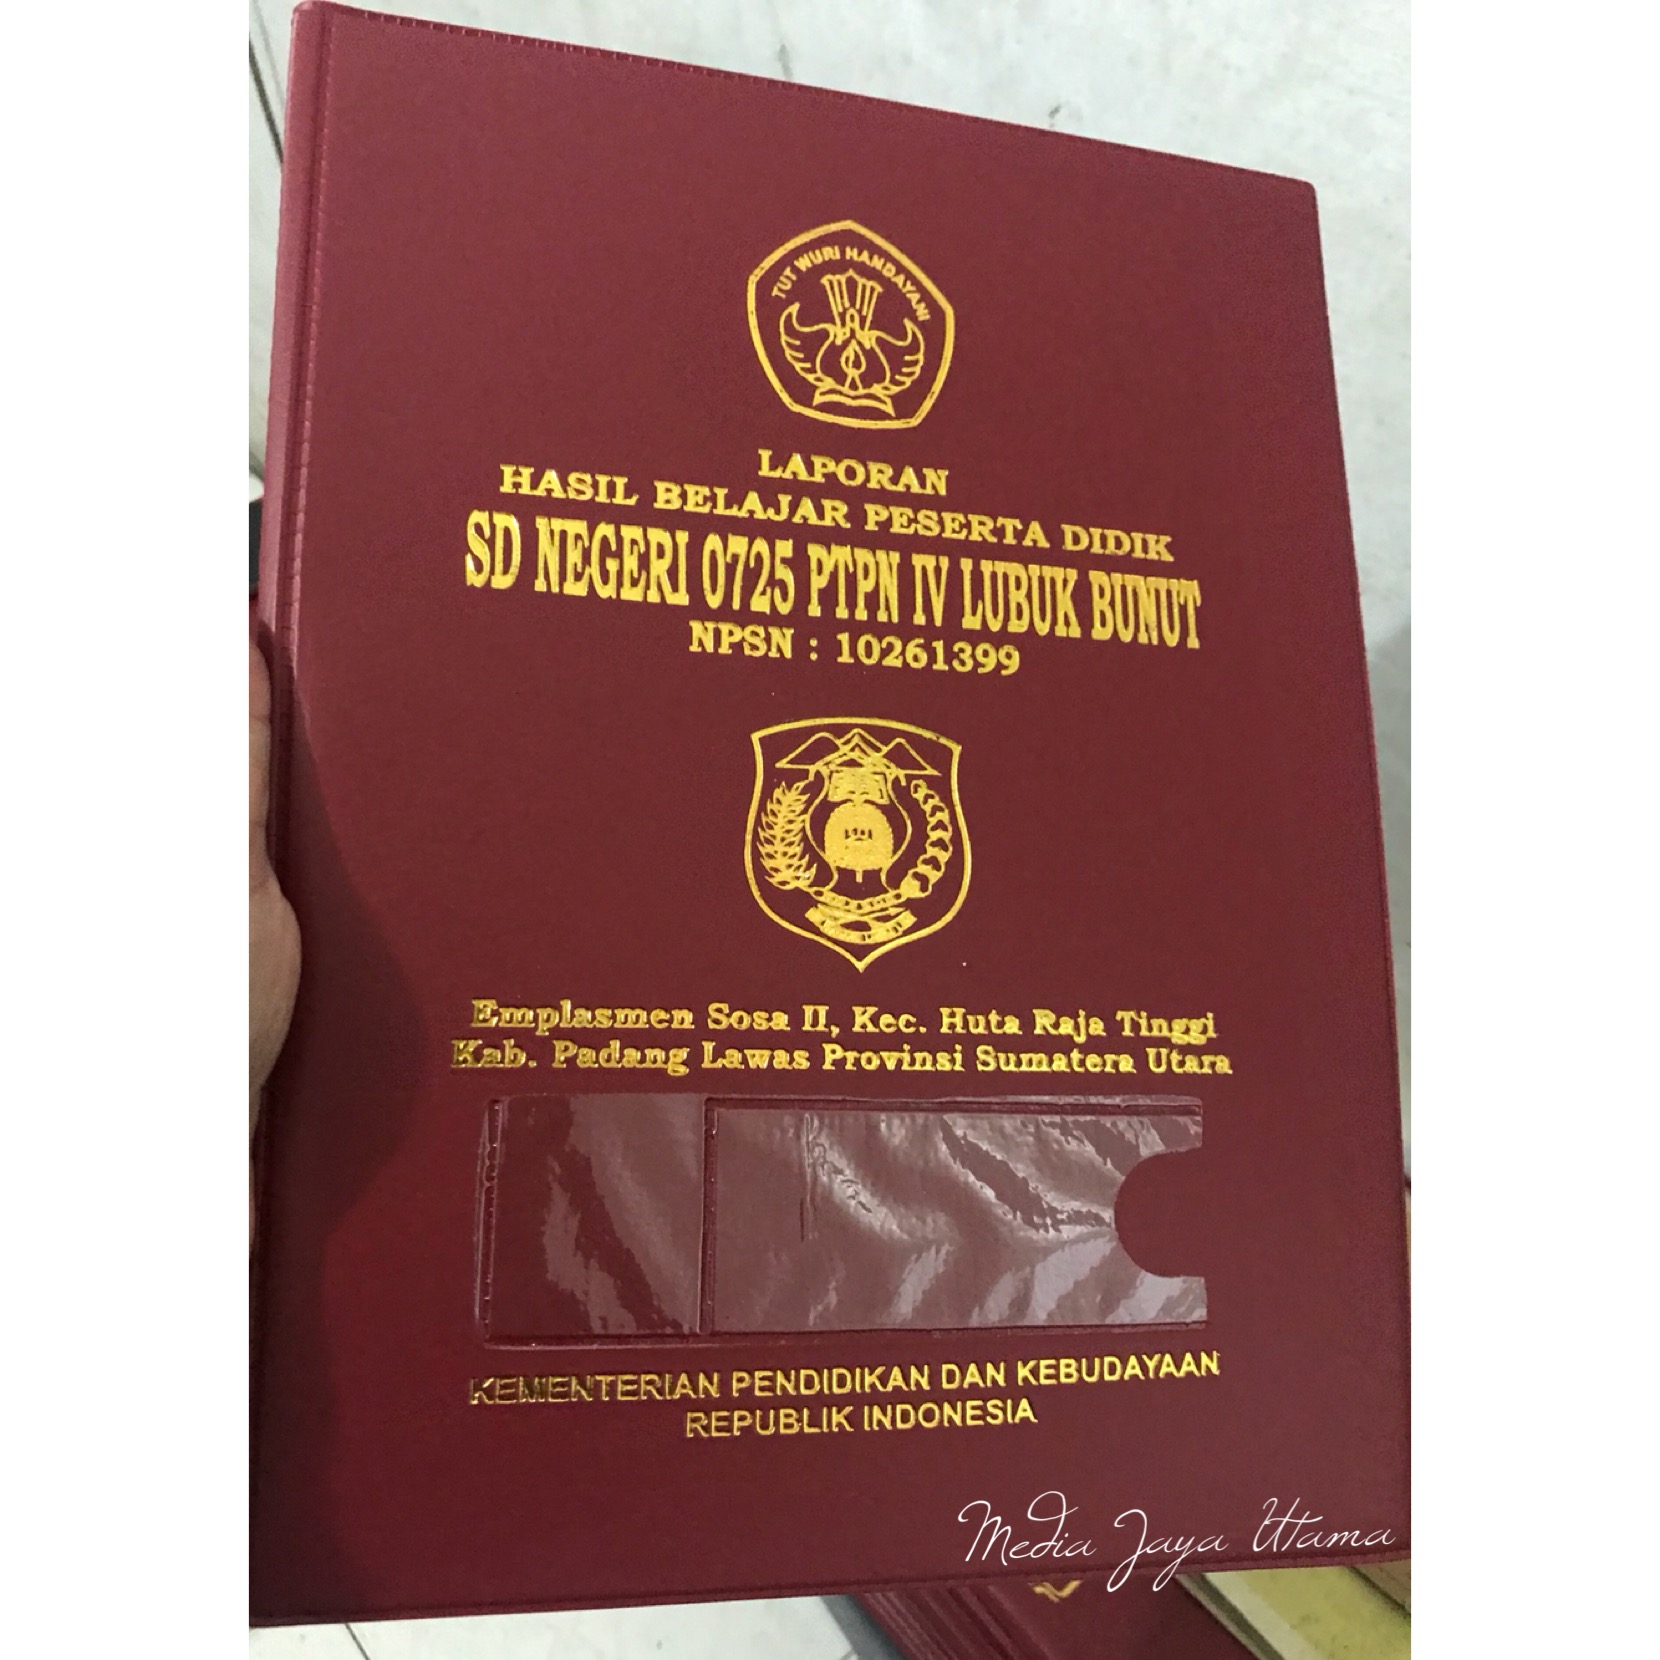 TUT WURI HANDAYANI
LAPORAN
HASIL BELAJAR PESERTA DIDIK
SD NEGERI 0725 PTPN IV LUBUK BUNUT
NPSN : 10261399
Emplasmen Sosa II, Kec. Huta Raja Tinggi
Kab. Padang Lawas Provinsi Sumatera Utara
KEMENTERIAN PENDIDIKAN DAN KEBUDAYAAN
REPUBLIK INDONESIA
Media Jaya Utama